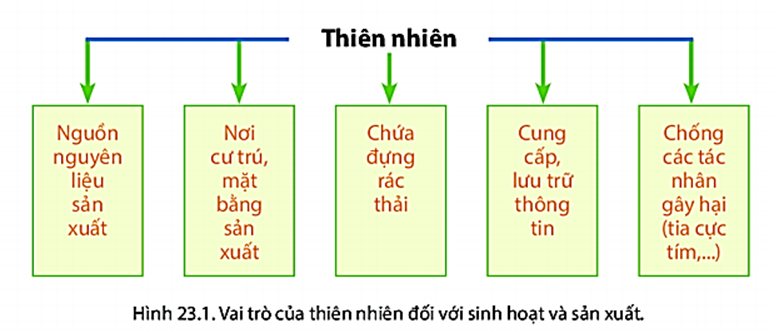 Thiên nhiên
Nguồn
nguyên
liệu
sản
xuất
Nơi
cư trú,
mặt
bằng
sản
xuất
Chứa
đựng
rác
thải
Cung
cấp,
lưu trữ
thông
tin
Chống
các tác
nhân
gây hại
(tia cực
tím,...)
Hình 23.1. Vai trò của thiên nhiên đối với sinh hoạt và sản xuất.